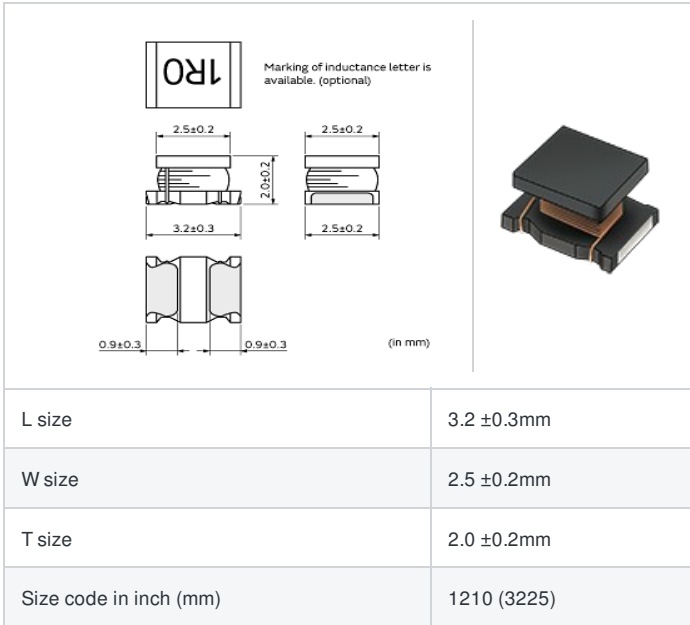 1R0
Marking of inductance letter is
available. (optional)
2.5±0.2
2.5±0.2
2.0±0.2
3.2±0.3
2.5±0.2
0.9±0.3
0.9±0.3
(in mm)
L size
3.2 ±0.3mm
W size
2.5 ±0.2mm
T size
2.0 ±0.2mm
Size code in inch (mm)
1210 (3225)